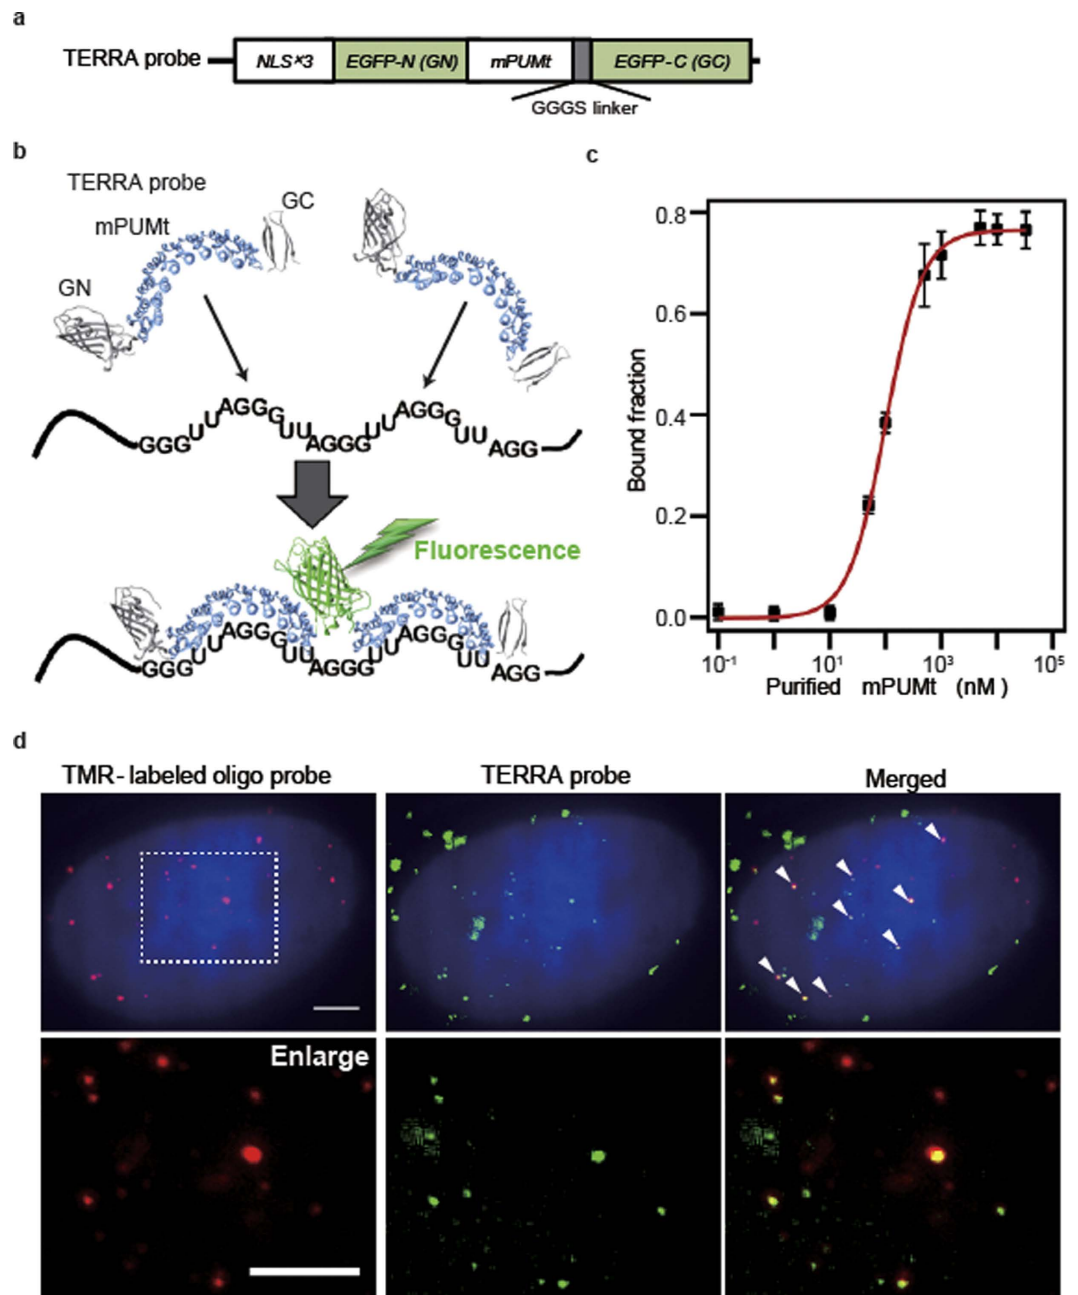 a
TERRA probe NLS×3 EGFP-N (GN) mPUMt EGFP-C (GC)
GGGS linker
b
TERRA probe
mPUMt
GC
GN
GGGUUAGGGUUAGGGUUAGGGUUAGG
Fluorescence
GGGUUAGGGUUAGGGUUAGGGUUAGG
c
Bound fraction
0.8
0.6
0.4
0.2
0.0
10-1 101 103 105
Purified mPUMt (nM)
d
TMR-labeled oligo probe TERRA probe Merged
Enlarge